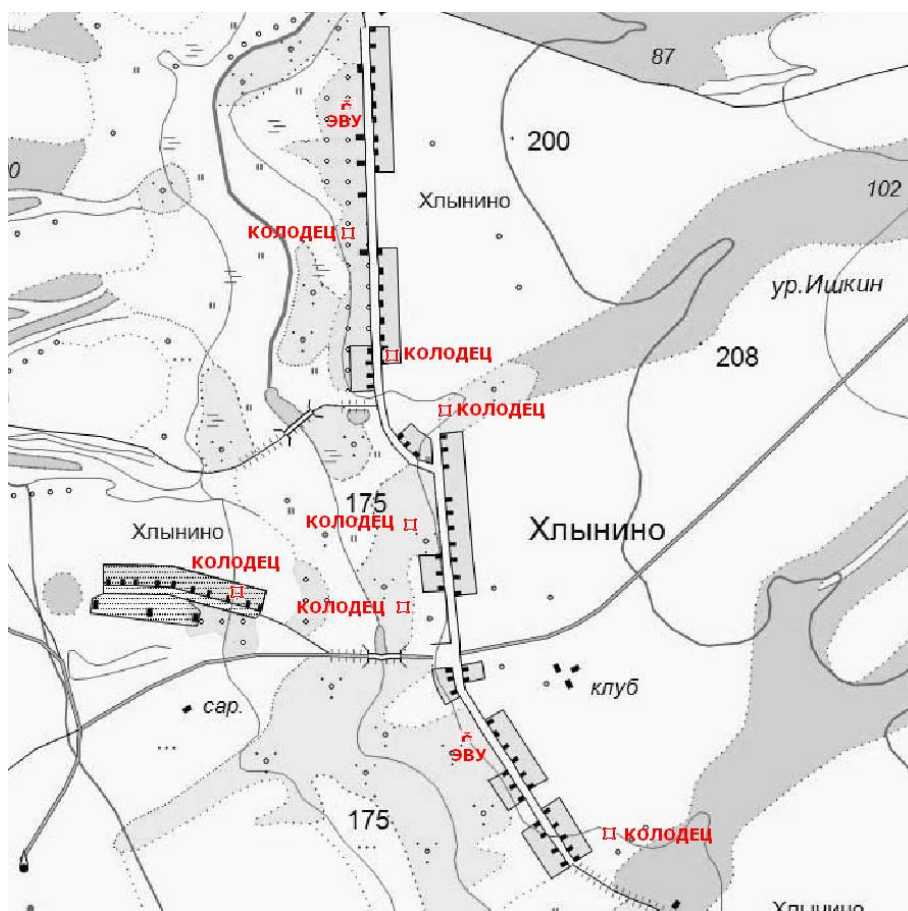 87
ЭВУ
200
0
102
Хлынино
КОЛОДЕЦ
ур.Ишкин
КОЛОДЕЦ
208
КОЛОДЕЦ
175
КОЛОДЕЦ
Хлынино
Хлынино
КОЛОДЕЦ
КОЛОДЕЦ
клуб
сар.
ЭВУ
175
КОЛОДЕЦ